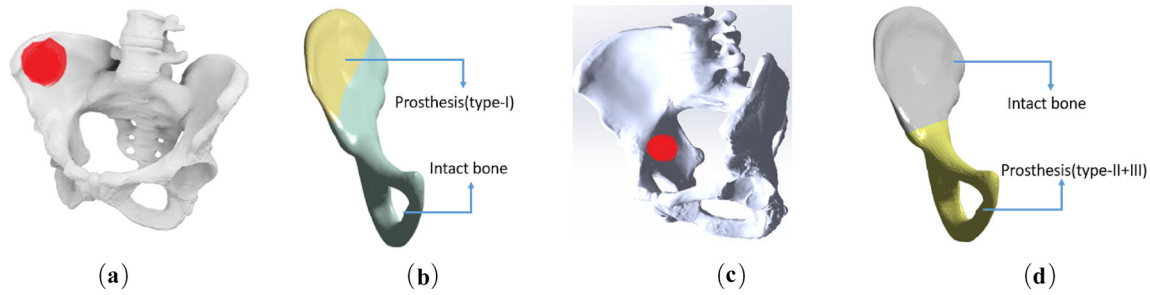 Prosthesis(type-I)
Intact bone
Intact bone
Prosthesis(type-II+III)
(a)
(b)
(c)
(d)